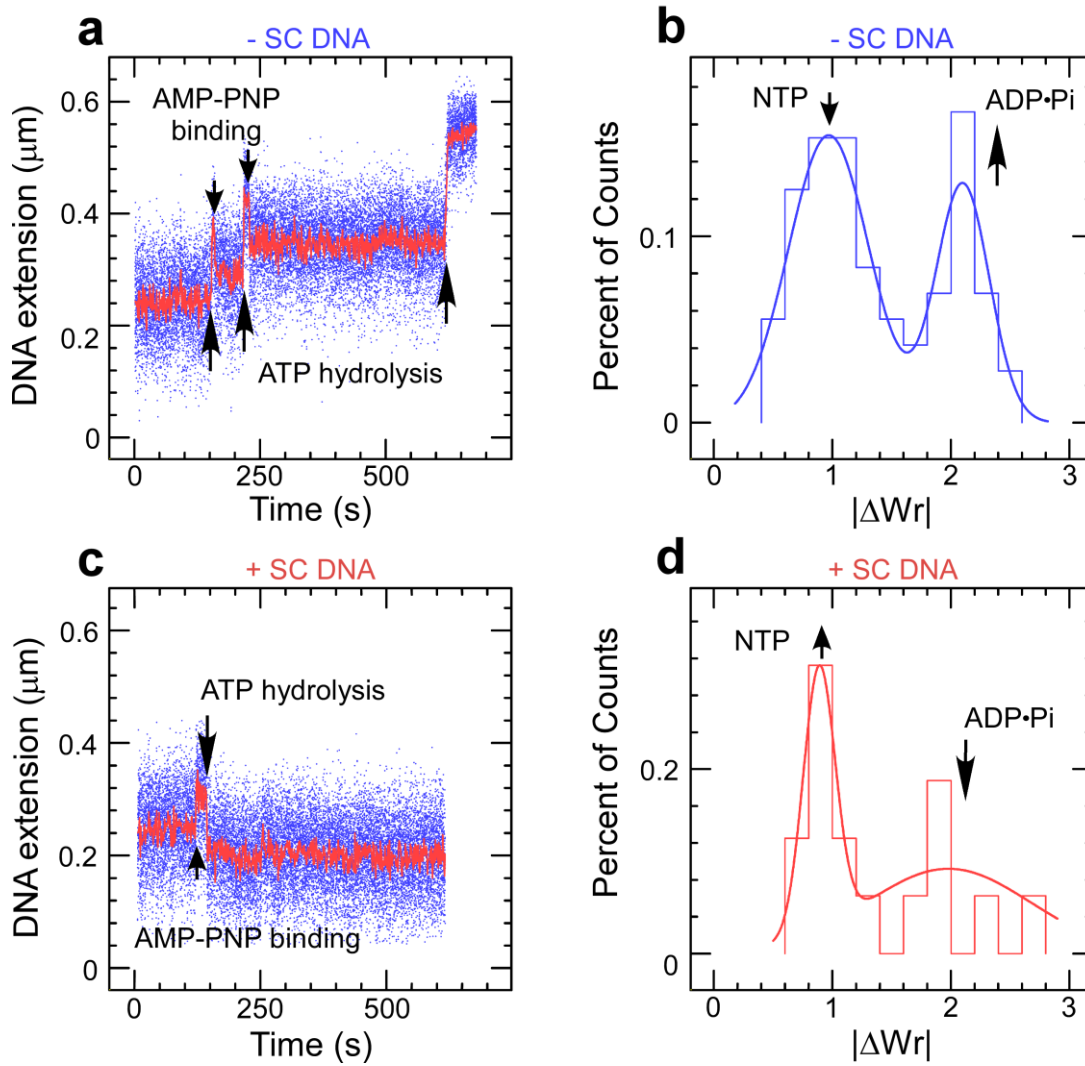 a
- SC DNA
AMP-PNP
binding
ATP hydrolysis
DNA extension (μm)
0.6
0.4
0.2
0
0
250
500
Time (s)
b
- SC DNA
NTP
ADP•Pi
Percent of Counts
0.1
0
0
1
2
3
|ΔWr|
c
+ SC DNA
ATP hydrolysis
AMP-PNP binding
DNA extension (μm)
0.6
0.4
0.2
0
0
250
500
Time (s)
d
+ SC DNA
NTP
ADP•Pi
Percent of Counts
0.2
0
0
1
2
3
|ΔWr|